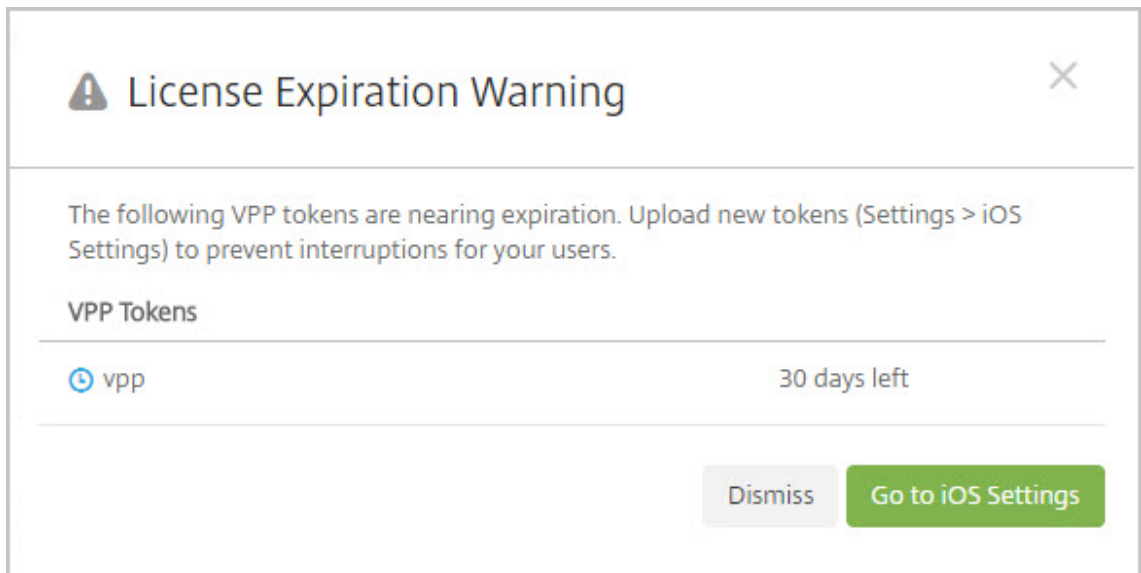 License Expiration Warning
The following VPP tokens are nearing expiration. Upload new tokens (Settings > iOS
Settings) to prevent interruptions for your users.
VPP Tokens
vpp 30 days left
Dismiss Go to iOS Settings